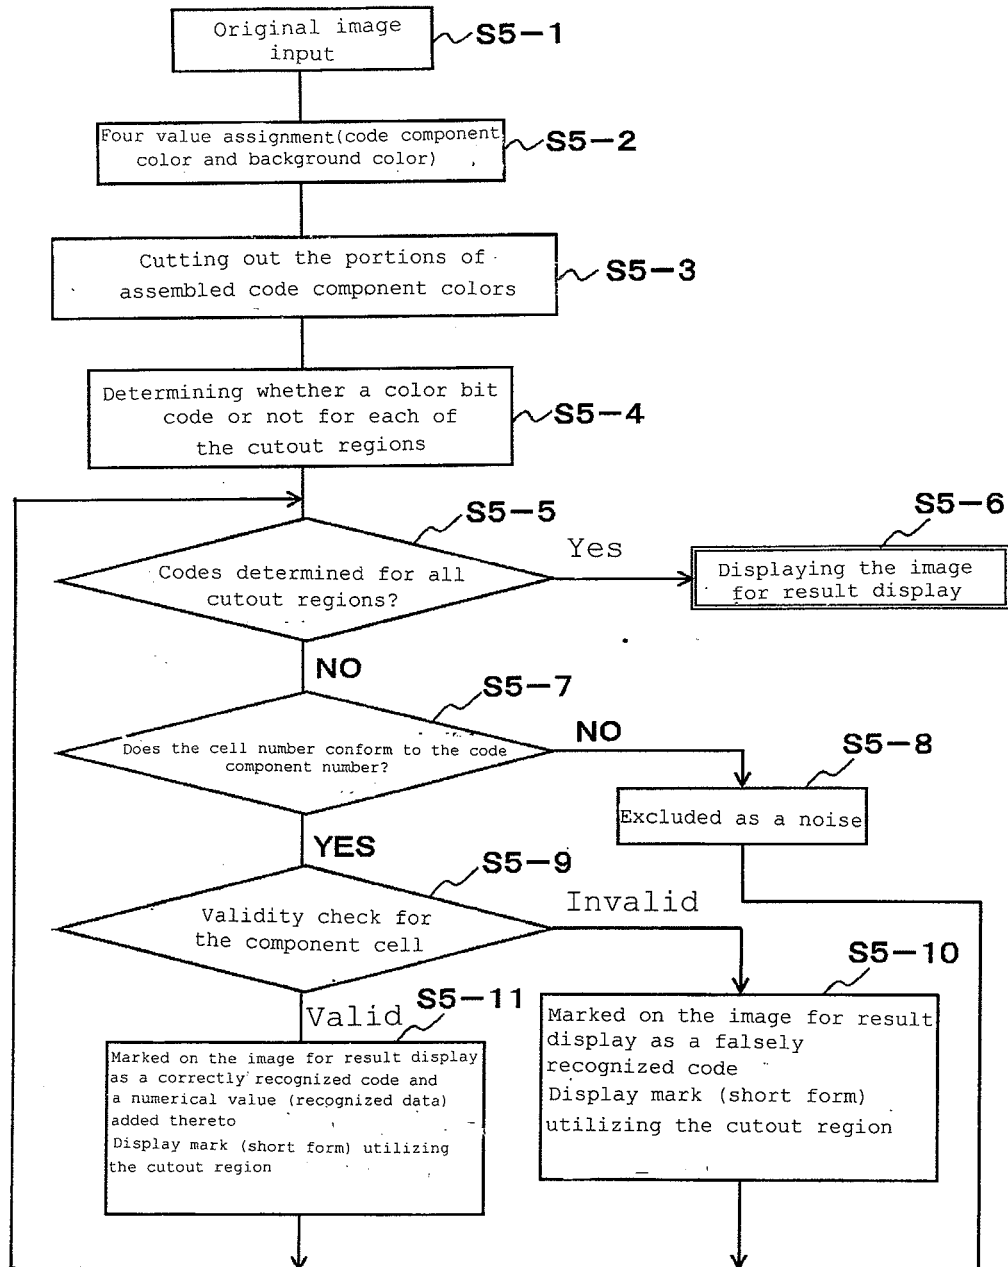 Original image
input
S5-1
Four value assignment(code component
color and background color)
S5-2
Cutting out the portions of
assembled code component colors
S5-3
Determining whether a color bit
code or not for each of
the cutout regions
S5-4
S5-5
Codes determined for all
cutout regions?
Yes
S5-6
Displaying the image
for result display
NO
S5-7
Does the cell number conform to the code
component number?
NO
S5-8
Excluded as a noise
YES
S5-9
Validity check for
the component cell
Invalid
S5-10
Marked on the image for result
display as a falsely
recognized code
Display mark (short form)
utilizing the cutout region
Valid
S5-11
Marked on the image for result display
as a correctly recognized code and
a numerical value (recognized data)
added thereto
Display mark (short form) utilizing
the cutout region